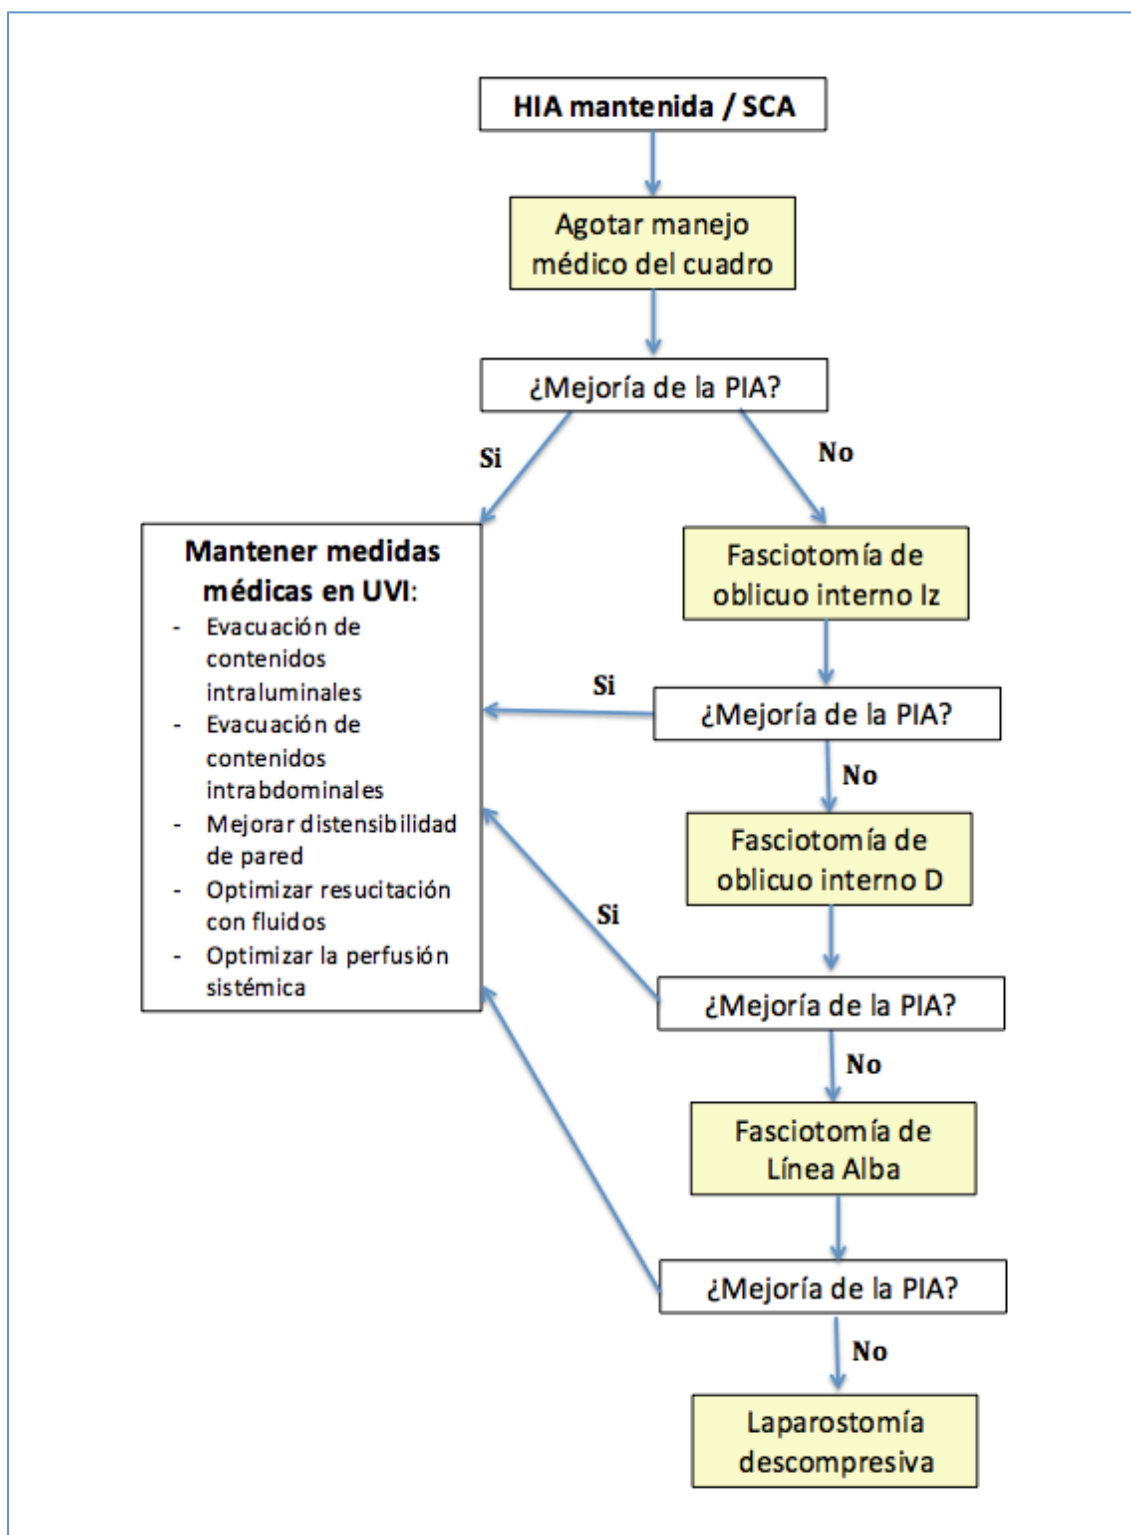 HIA mantenida / SCA
Agotar manejo
médico del cuadro
¿Mejoría de la PIA?
Si
No
Mantener medidas
médicas en UVI:
- Evacuación de
contenidos
intraluminales
- Evacuación de
contenidos
intrabdominales
- Mejorar distensibilidad
de pared
- Optimizar resucitación
con fluidos
- Optimizar la perfusión
sistémica
Fasciotomía de
oblicuo interno Iz
Si
¿Mejoría de la PIA?
No
Fasciotomía de
oblicuo interno D
Si
¿Mejoría de la PIA?
No
Fasciotomía de
Línea Alba
¿Mejoría de la PIA?
No
Laparostomía
descompresiva